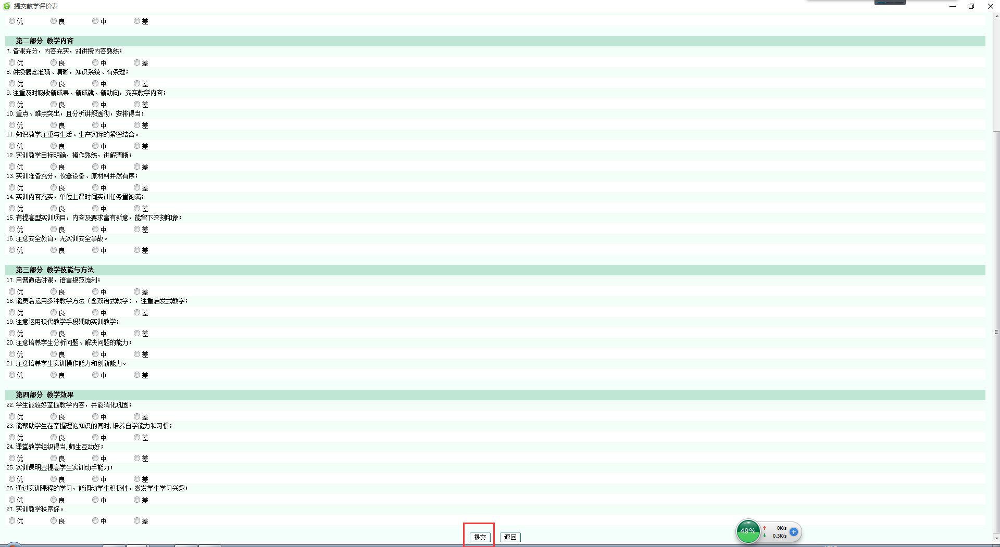 提交教学评价表
优 良 中 差
第二部分 教学内容
7.备课充分，内容充实，对讲授内容熟练；
优 良 中 差
8.讲授概念准确、清晰，知识系统、有条理；
优 良 中 差
9.注重及时吸收新成果、新成就、新动向，充实教学内容；
优 良 中 差
10.重点、难点突出，且分析讲解透彻，安排得当；
优 良 中 差
11.知识教学注重与生活、生产实际的紧密结合。
优 良 中 差
12.实训教学目标明确，操作熟练，讲解清晰；
优 良 中 差
13.实训准备充分，仪器设备、原材料井然有序；
优 良 中 差
14.实训内容充实，单位上课时间实训任务量饱满；
优 良 中 差
15.有提高型实训项目，内容及要求富有新意，能留下深刻印象；
优 良 中 差
16.注意安全教育，无实训安全事故。
优 良 中 差
第三部分 教学技能与方法
17.用普通话讲课，语言规范流利；
优 良 中 差
18.能灵活运用多种教学方法（含双语式教学），注重启发式教学；
优 良 中 差
19.注意运用现代教学手段辅助实训教学；
优 良 中 差
20.注意培养学生分析问题、解决问题的能力；
优 良 中 差
21.注意培养学生实训操作能力和创新能力。
优 良 中 差
第四部分 教学效果
22.学生能较好掌握教学内容，并能消化巩固；
优 良 中 差
23.能帮助学生在掌握理论知识的同时,培养自学能力和习惯；
优 良 中 差
24.课堂教学组织得当,师生互动好；
优 良 中 差
25.实训课明显提高学生实训动手能力；
优 良 中 差
26.通过实训课程的学习，能调动学生积极性，激发学生学习兴趣；
优 良 中 差
27.实训教学秩序好。
优 良 中 差
提交 返回
49% 0K/s
0.3K/s